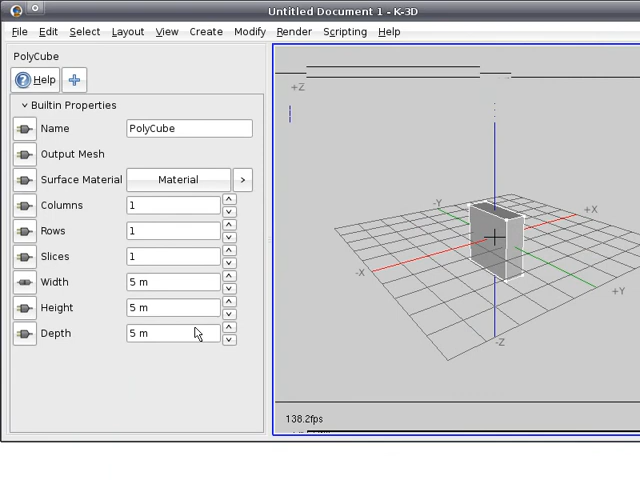 Untitled Document 1 - K-3D
File Edit Select Layout View Create Modify Render Scripting Help
PolyCube
Help
Builtin Properties
Name PolyCube
Output Mesh
Surface Material Material >
Columns 1
Rows 1
Slices 1
Width 5 m
Height 5 m
Depth 5 m
+Z
-Y
+X
-X
+Y
-Z
138.2fps